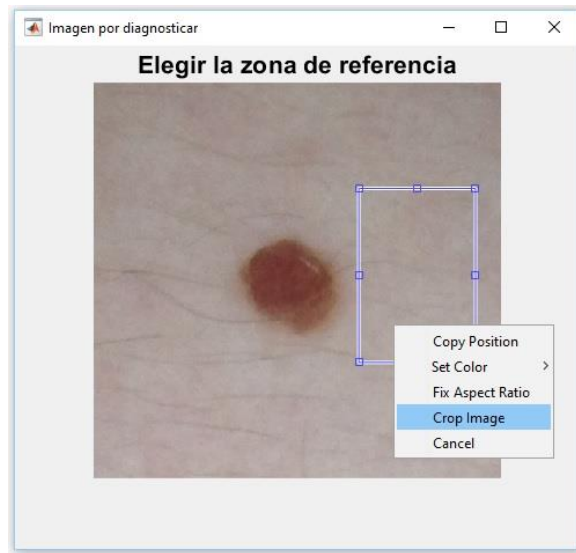 Imagen por diagnosticar
Elegir la zona de referencia
Copy Position
Set Color
Fix Aspect Ratio
Crop Image
Cancel